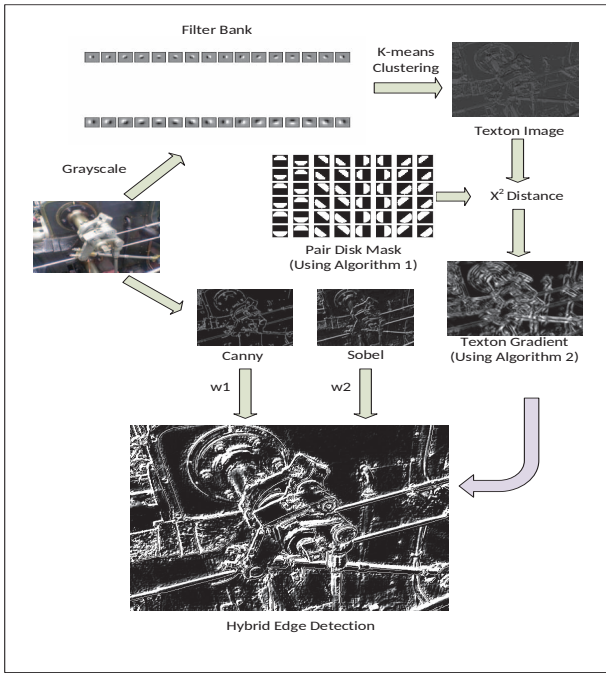 Filter Bank
K-means
Clustering
Texton Image
Grayscale
X² Distance
Pair Disk Mask
(Using Algorithm 1)
Texton Gradient
(Using Algorithm 2)
Canny
Sobel
w1
w2
Hybrid Edge Detection